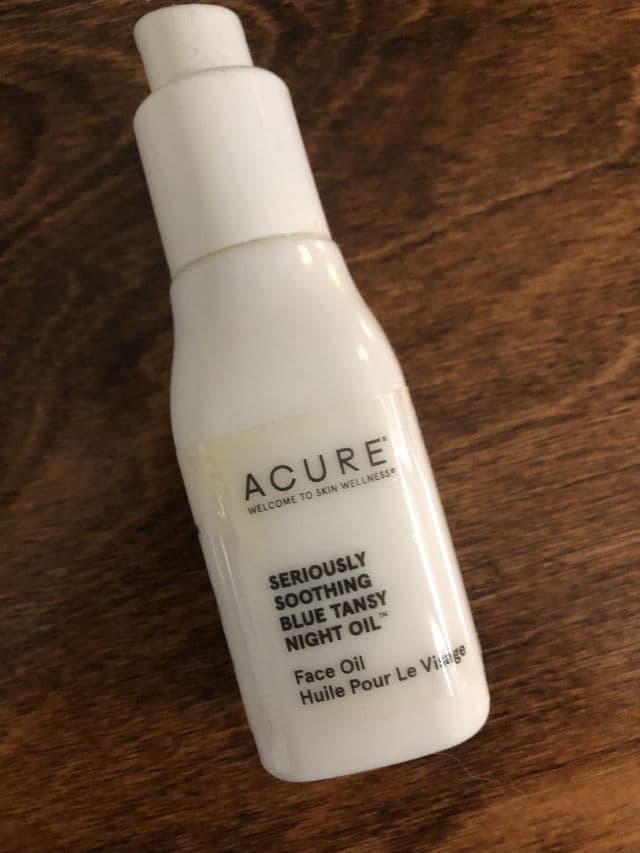 ACURE®
WELCOME TO SKIN WELLNESS®
SERIOUSLY
SOOTHING
BLUE TANSY
NIGHT OIL™
Face Oil
Huile Pour Le Visage